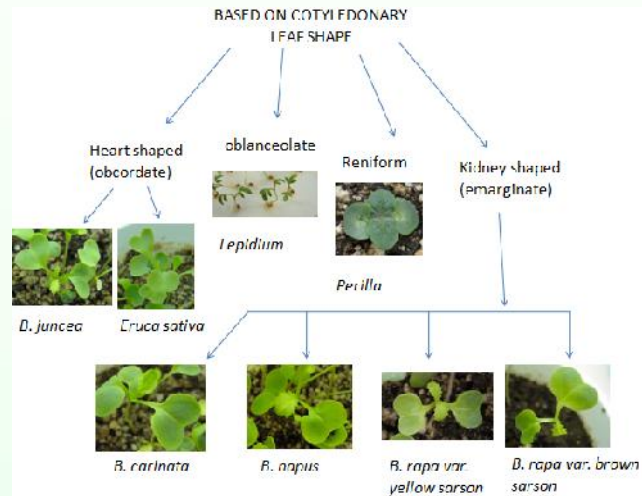 BASED ON COTYLEDONARY
LEAF SHAPE
Heart shaped
(obcordate)
oblanceolate
Reniform
Kidney shaped
(emarginate)
Lepidium
Perilla
B. juncea
Eruca sativa
B. carinata
B. napus
B. rapa var.
yellow sarson
B. rapa var. brown
sarson